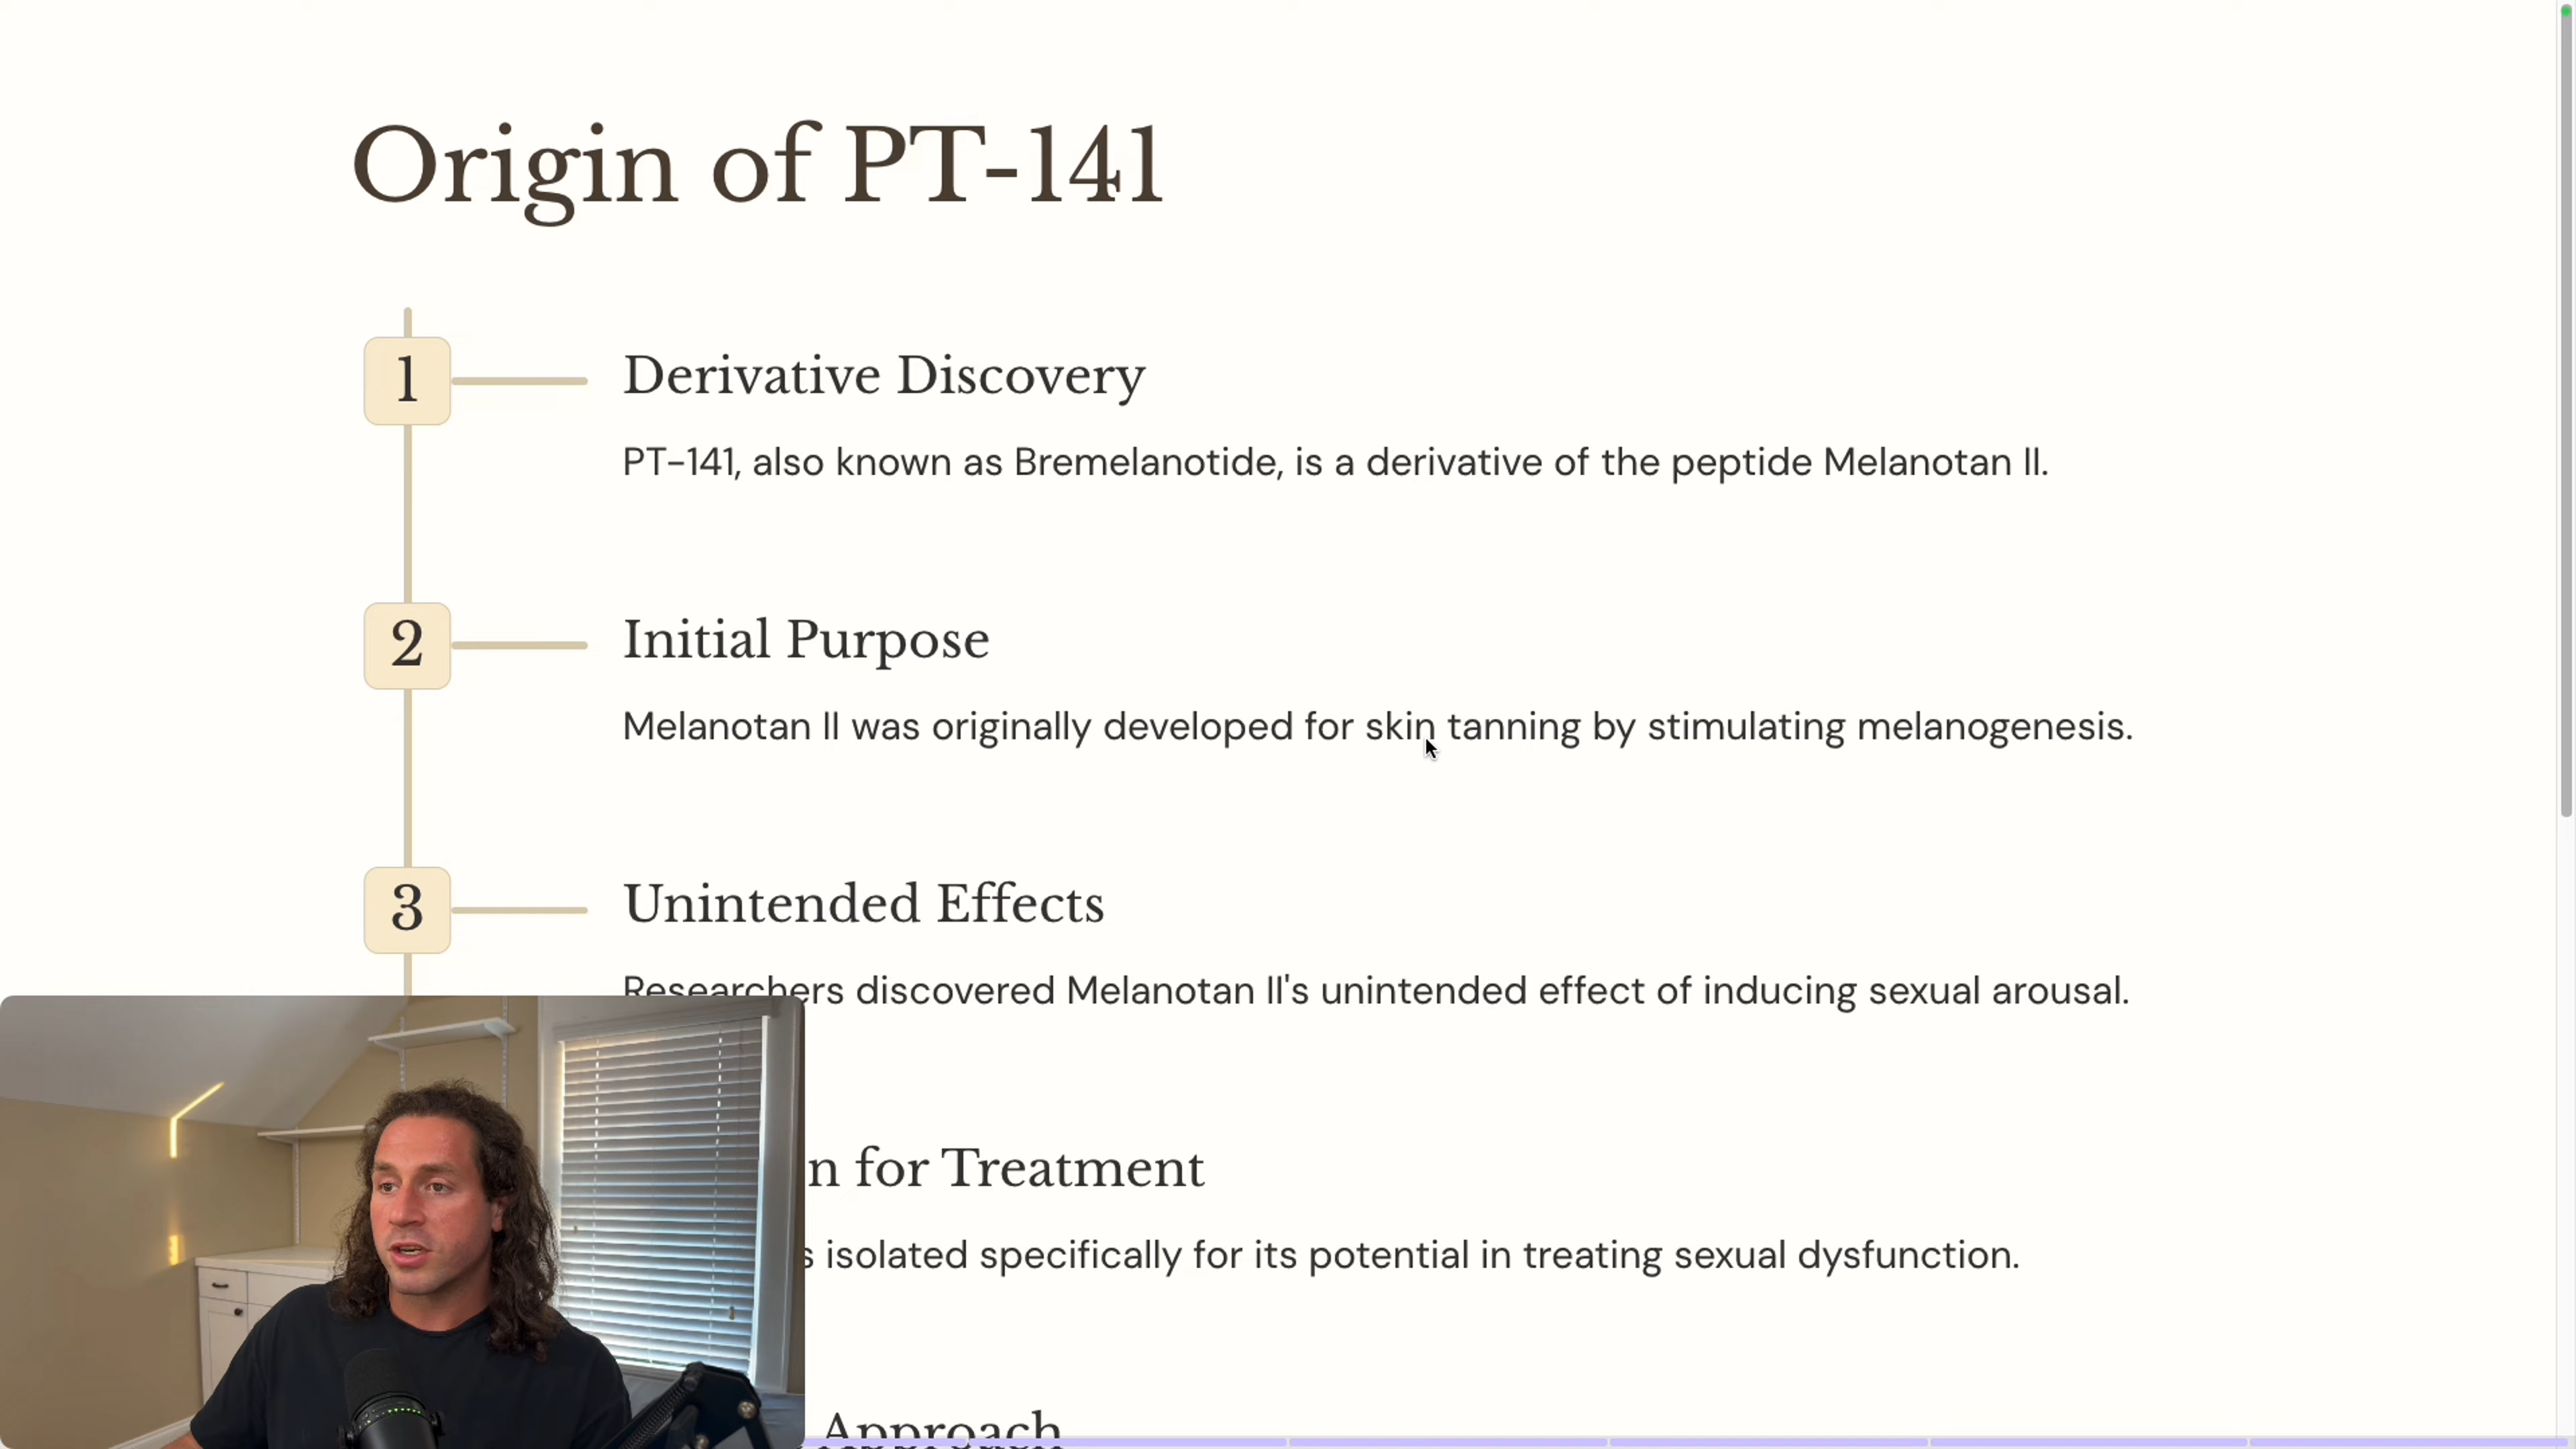 Origin of PT-141
1
Derivative Discovery
PT-141, also known as Bremelanotide, is a derivative of the peptide Melanotan II.
2
Initial Purpose
Melanotan II was originally developed for skin tanning by stimulating melanogenesis.
3
Unintended Effects
Researchers discovered Melanotan II's unintended effect of inducing sexual arousal.
for Treatment
isolated specifically for its potential in treating sexual dysfunction.
Approach